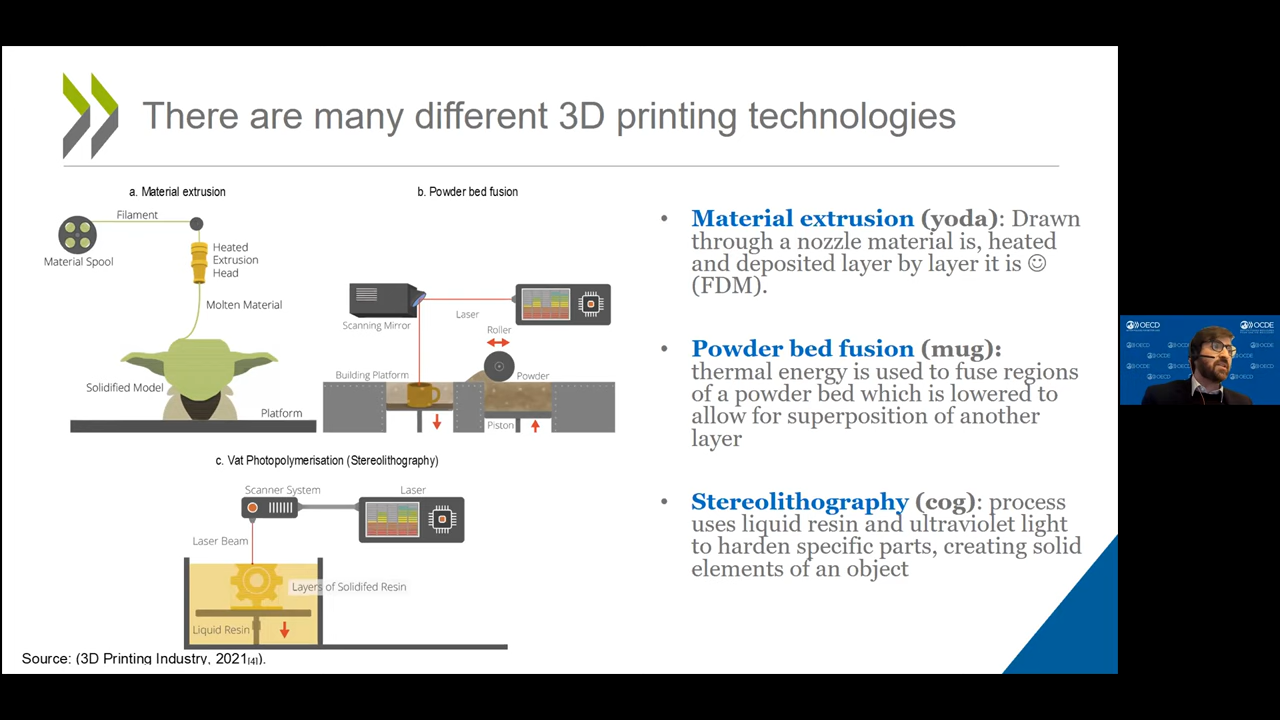 There are many different 3D printing technologies
a. Material extrusion
Filament
Material Spool
Heated
Extrusion
Head
Molten Material
Solidified Model
Platform
b. Powder bed fusion
Scanning Mirror
Laser
Roller
Building Platform
Powder
Piston
c. Vat Photopolymerisation (Stereolithography)
Scanner System
Laser
Laser Beam
Layers of Solidifed Resin
Liquid Resin
Source: (3D Printing Industry, 2021[4]).
• Material extrusion (yoda): Drawn
through a nozzle material is, heated
and deposited layer by layer it is ☺
(FDM).
• Powder bed fusion (mug):
thermal energy is used to fuse regions
of a powder bed which is lowered to
allow for superposition of another
layer
• Stereolithography (cog): process
uses liquid resin and ultraviolet light
to harden specific parts, creating solid
elements of an object
OECD
OCDE